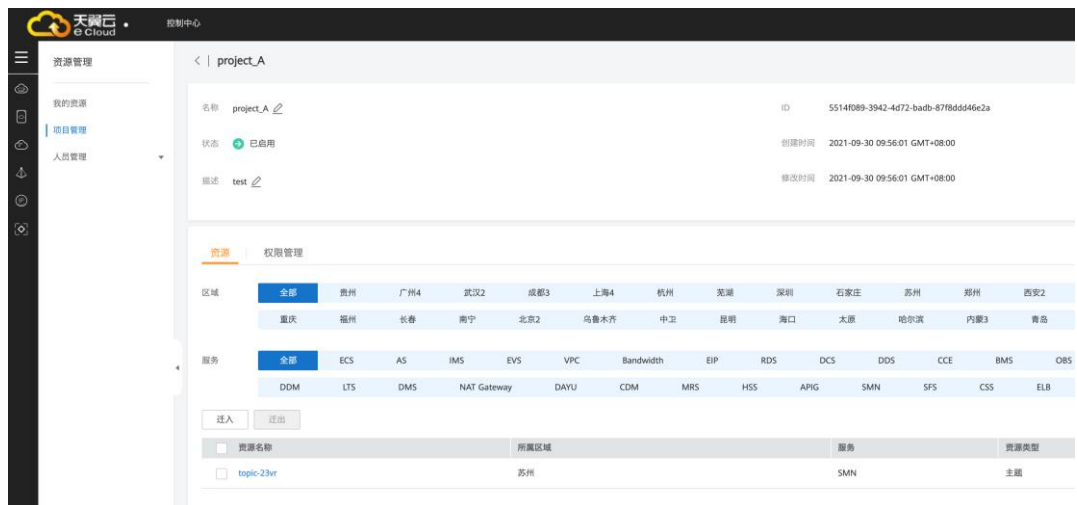 天翼云
e Cloud
控制中心
资源管理
我的资源
项目管理
人员管理
< | project_A
名称 project_A
ID 5514f089-3942-4d72-badb-87f8ddd46e2a
状态 已启用
创建时间 2021-09-30 09:56:01 GMT+08:00
描述 test
修改时间 2021-09-30 09:56:01 GMT+08:00
资源 权限管理
区域 全部 贵州 广州4 武汉2 成都3 上海4 杭州 芜湖 深圳 石家庄 苏州 郑州 西安2
重庆 福州 长春 南宁 北京2 乌鲁木齐 中卫 昆明 海口 太原 哈尔滨 内蒙3 青岛
服务 全部 ECS AS IMS EVS VPC Bandwidth EIP RDS DCS DDS CCE BMS OBS
DDM LTS DMS NAT Gateway DAYU CDM MRS HSS APIG SMN SFS CSS ELB
迁入 迁出
资源名称 所属区域 服务 资源类型
topic-23vr 苏州 SMN 主题